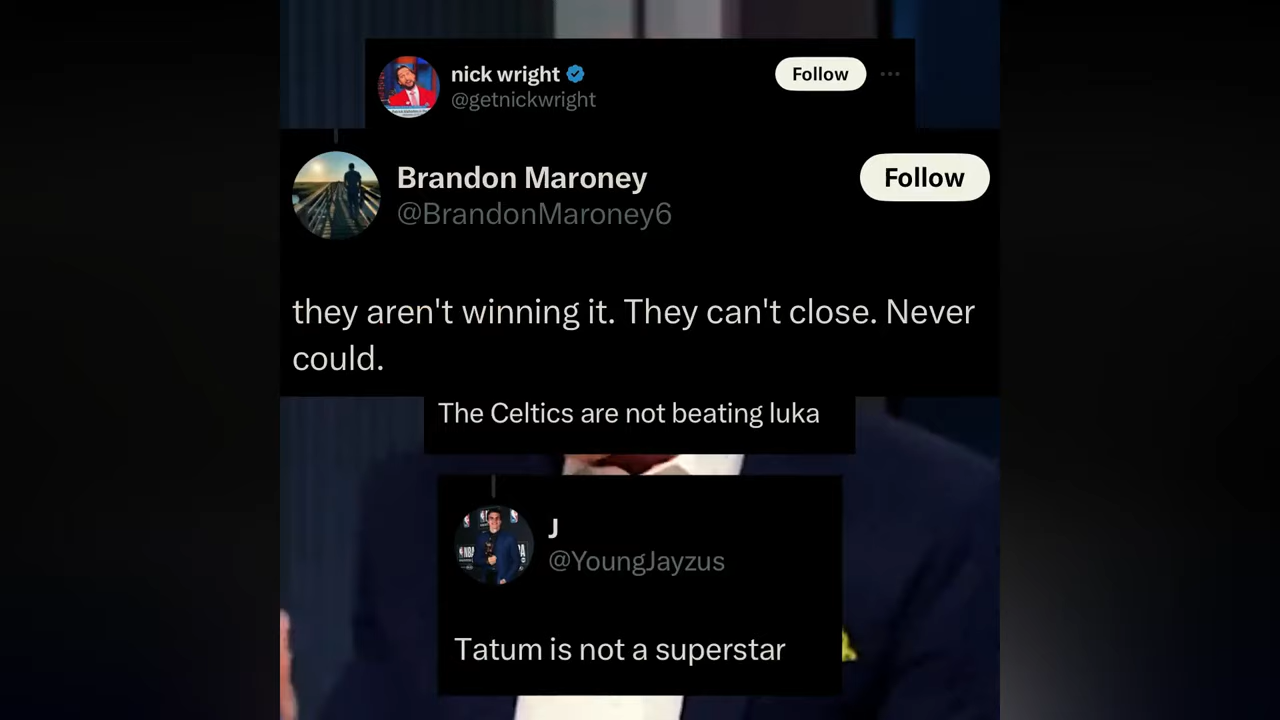 nick wright
@getnickwright
Follow
Brandon Maroney
@BrandonMaroney6
Follow
they aren't winning it. They can't close. Never
could.
The Celtics are not beating luka
J
@YoungJayzus
Tatum is not a superstar